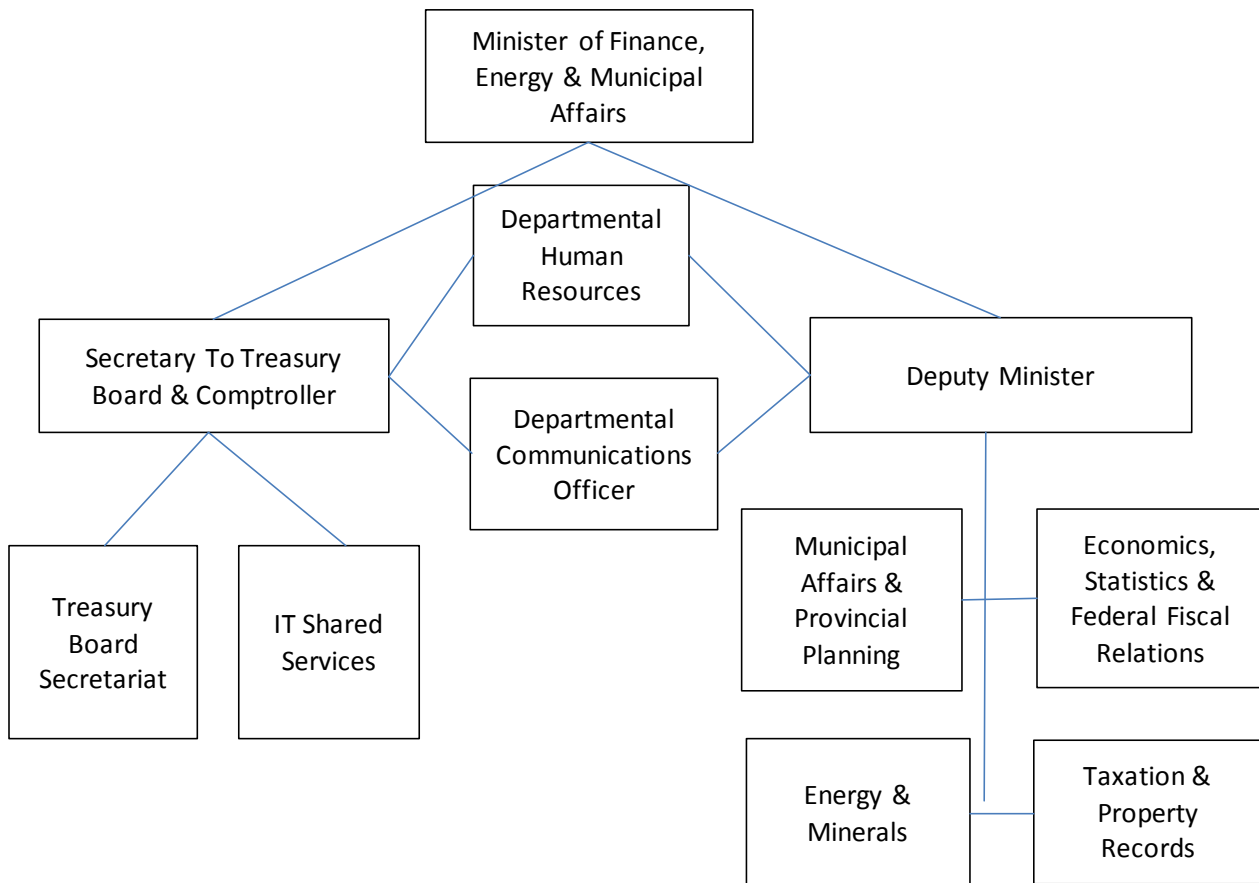 Minister of Finance,
Energy & Municipal
Affairs
Departmental
Human
Resources
Secretary To Treasury
Board & Comptroller
Deputy Minister
Departmental
Communications
Officer
Treasury
Board
Secretariat
IT Shared
Services
Municipal
Affairs &
Provincial
Planning
Economics,
Statistics &
Federal Fiscal
Relations
Energy &
Minerals
Taxation &
Property
Records